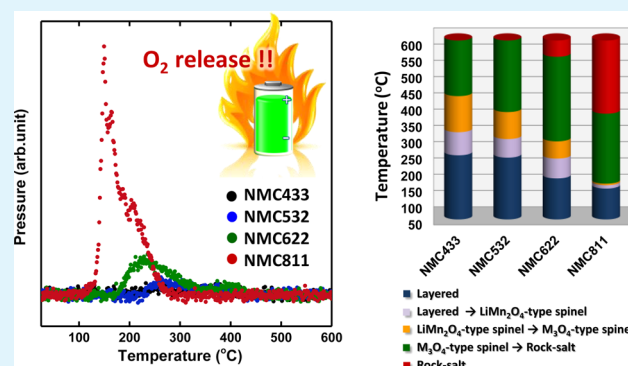 O2 release !!
+
-
Pressure (arb.unit)
NMC433
NMC532
NMC622
NMC811
100 200 300 400 500 600
Temperature (°C)
Temperature (°C)
600
550
500
450
400
350
300
250
200
150
100
50
NMC433
NMC532
NMC622
NMC811
Layered
Layered → LiMn2O4-type spinel
LiMn2O4-type spinel → M3O4-type spine
M3O4-type spinel → Rock-salt
Rock-salt